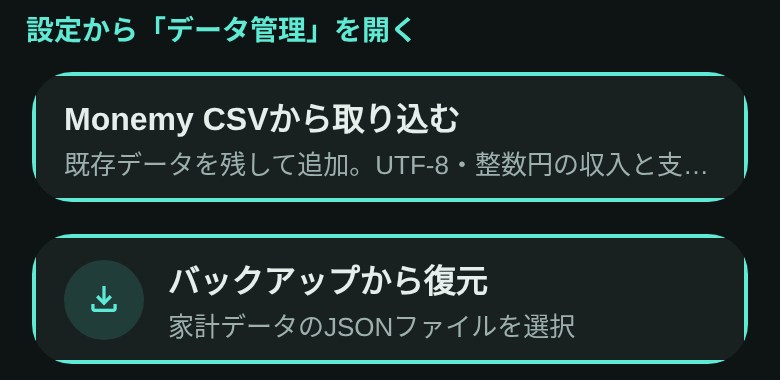 設定から「データ管理」を開く
Monemy CSVから取り込む
既存データを残して追加。UTF-8・整数円の収入と支…
バックアップから復元
家計データのJSONファイルを選択